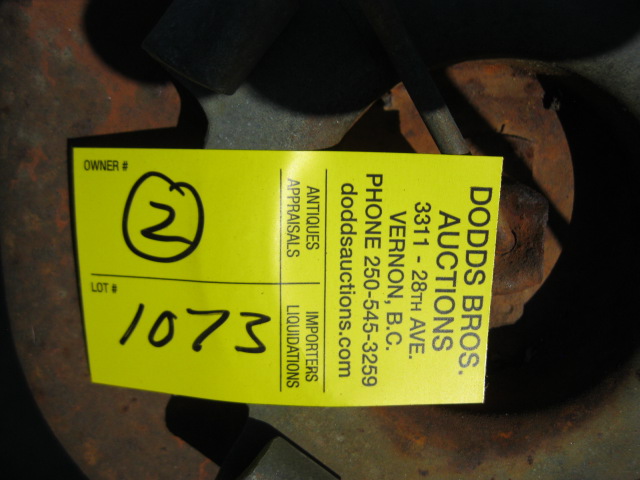 DODDS BROS.
AUCTIONS
3311 - 28TH AVE.
VERNON, B.C.
PHONE 250-545-3259
doddsauctions.com
ANTIQUES IMPORTERS
APPRAISALS LIQUIDATIONS
OWNER #
2
LOT #
1073